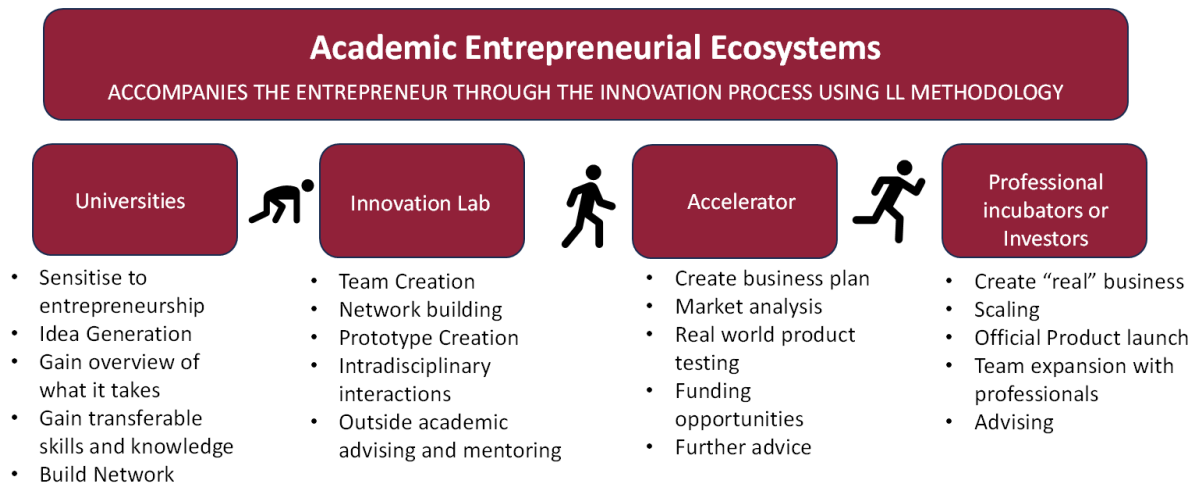 Academic Entrepreneurial Ecosystems
ACCOMPANIES THE ENTREPRENEUR THROUGH THE INNOVATION PROCESS USING LL METHODOLOGY
Universities
• Sensitise to
entrepreneurship
• Idea Generation
• Gain overview of
what it takes
• Gain transferable
skills and knowledge
• Build Network
Innovation Lab
• Team Creation
• Network building
• Prototype Creation
• Intradisciplinary
interactions
• Outside academic
advising and mentoring
Accelerator
• Create business plan
• Market analysis
• Real world product
testing
• Funding
opportunities
• Further advice
Professional
incubators or
Investors
• Create “real” business
• Scaling
• Official Product launch
• Team expansion with
professionals
• Advising